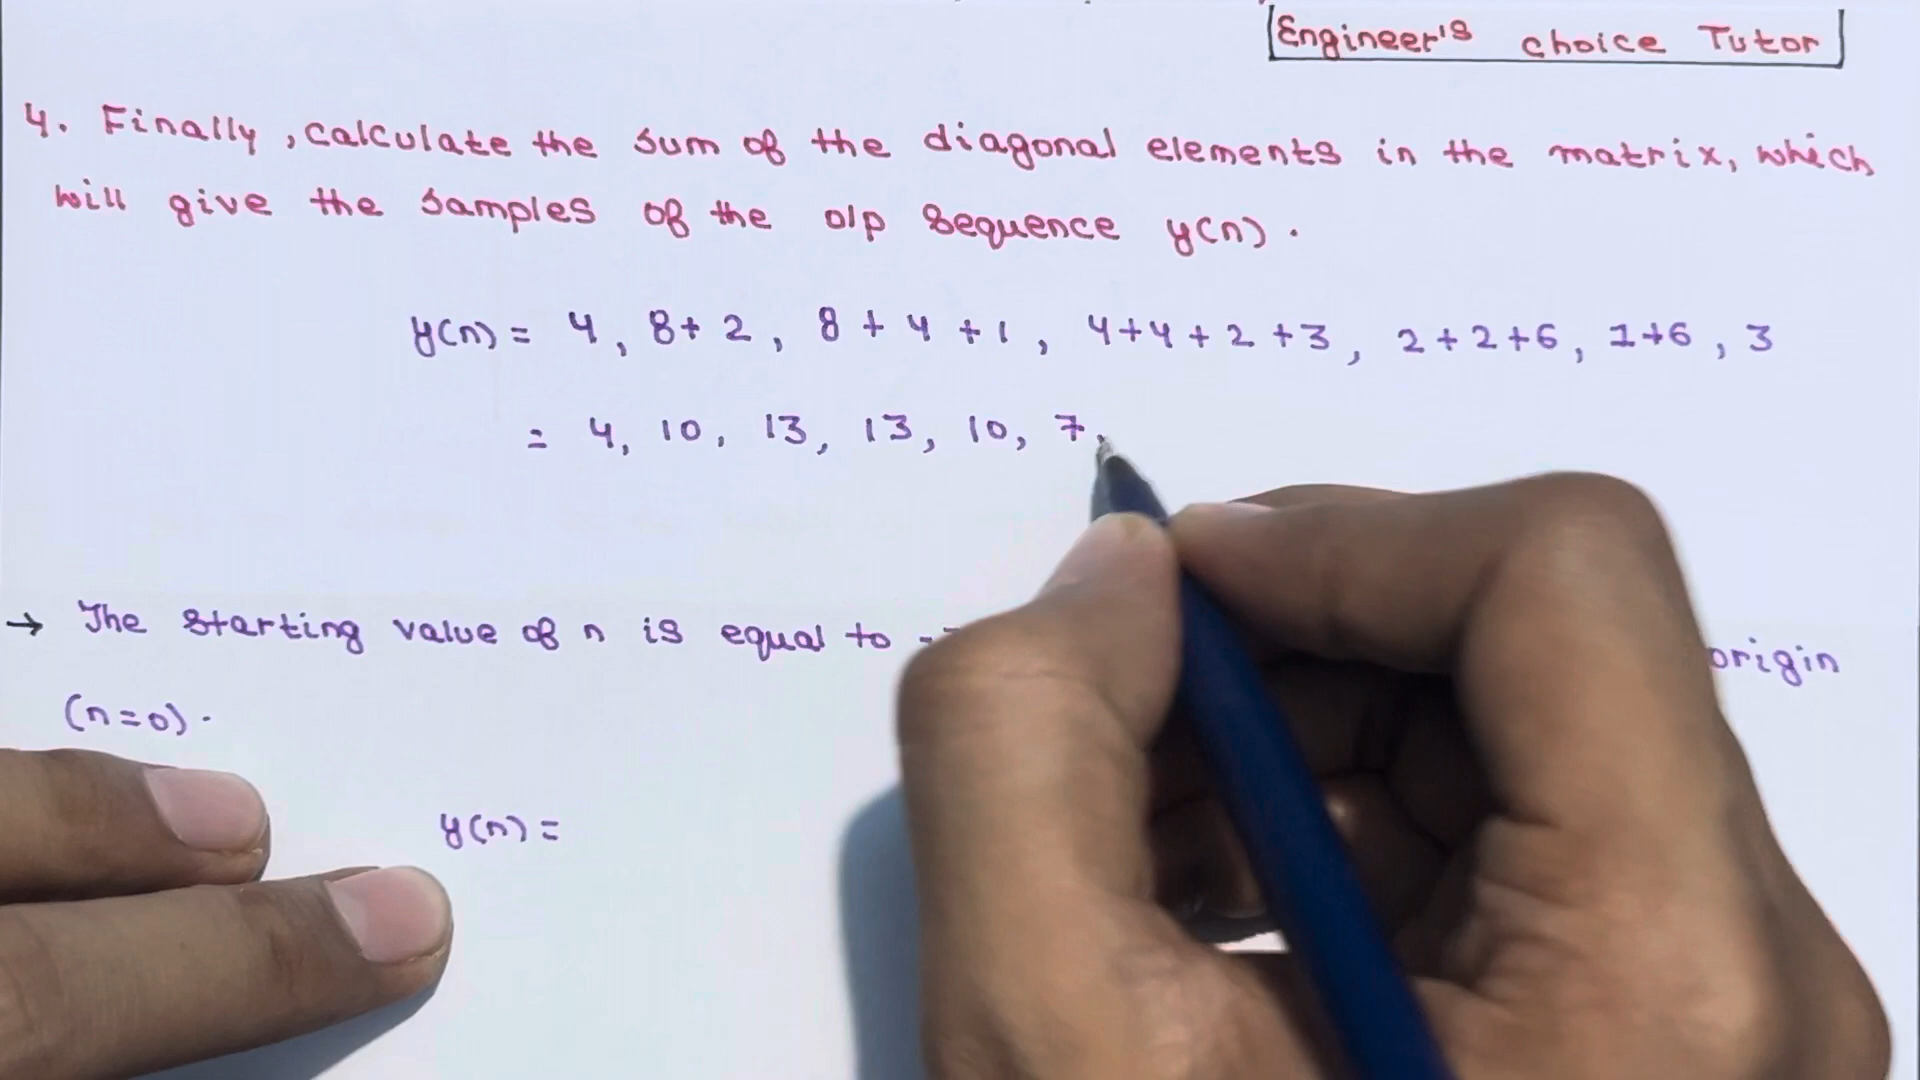 Engineer's choice Tutor
4. Finally, calculate the sum of the diagonal elements in the matrix, which
will give the samples of the o/p sequence y(n).
y(n) = 4, 8+2, 8+4+1, 4+4+2+3, 2+2+6, 1+6, 3
= 4, 10, 13, 13, 10, 7,
→ The starting value of n is equal to origin
(n=0).
y(n) =